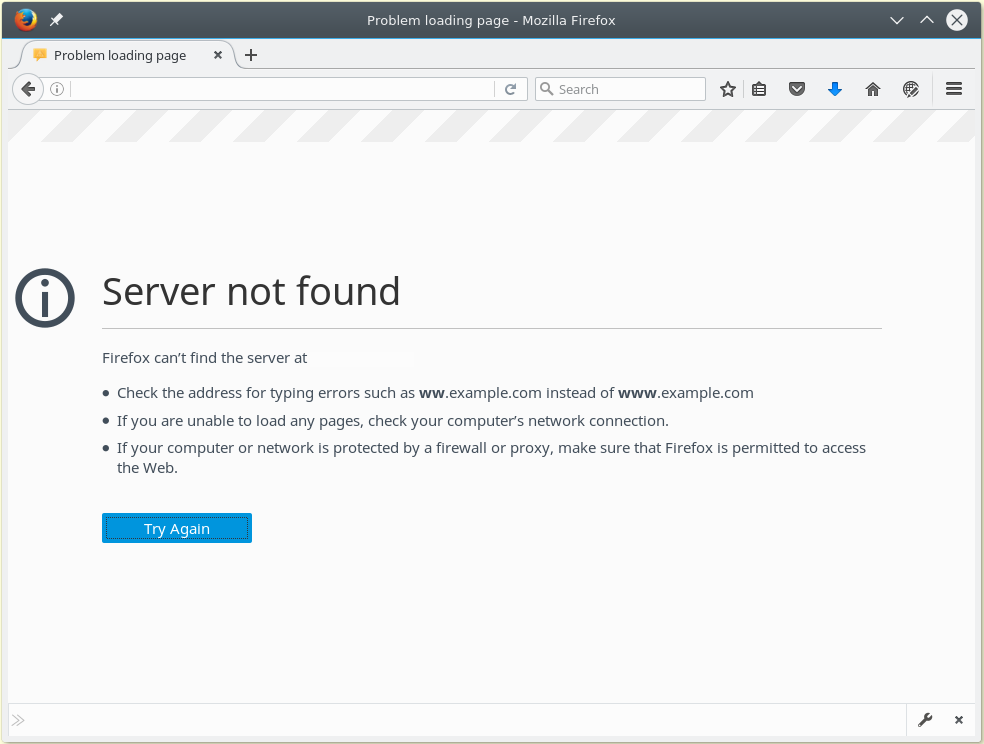 Problem loading page - Mozilla Firefox
Problem loading page
Search
Server not found
Firefox can’t find the server at
Check the address for typing errors such as ww.example.com instead of www.example.com
If you are unable to load any pages, check your computer’s network connection.
If your computer or network is protected by a firewall or proxy, make sure that Firefox is permitted to access
the Web.
Try Again